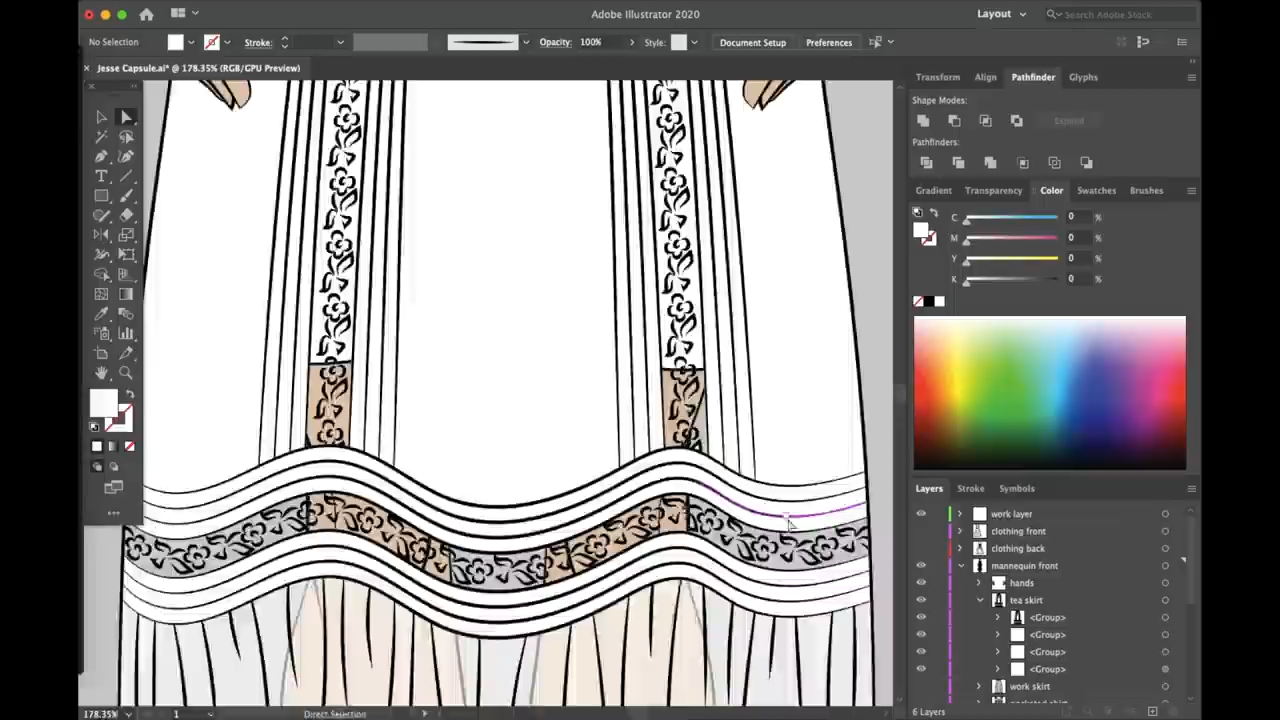 Adobe Illustrator 2020
Layout
Search Adobe Stock
No Selection
Stroke:
Opacity: 100%
Style:
Document Setup
Preferences
× Jesse Capsule.ai* @ 178.35% (RGB/GPU Preview)
Transform Align Pathfinder Glyphs
Shape Modes:
Expand
Pathfinders:
Gradient Transparency Color Swatches Brushes
C 0 %
M 0 %
Y 0 %
K 0 %
Layers Stroke Symbols
work layer
clothing front
clothing back
mannequin front
hands
tea skirt
<Group>
<Group>
<Group>
<Group>
work skirt
6 Layers
178.35% 1 Direct Selection